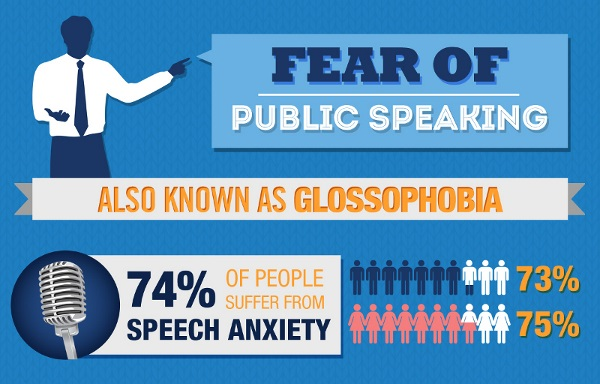 FEAR OF
PUBLIC SPEAKING
ALSO KNOWN AS GLOSSOPHOBIA
74% OF PEOPLE
SUFFER FROM
SPEECH ANXIETY
73%
75%